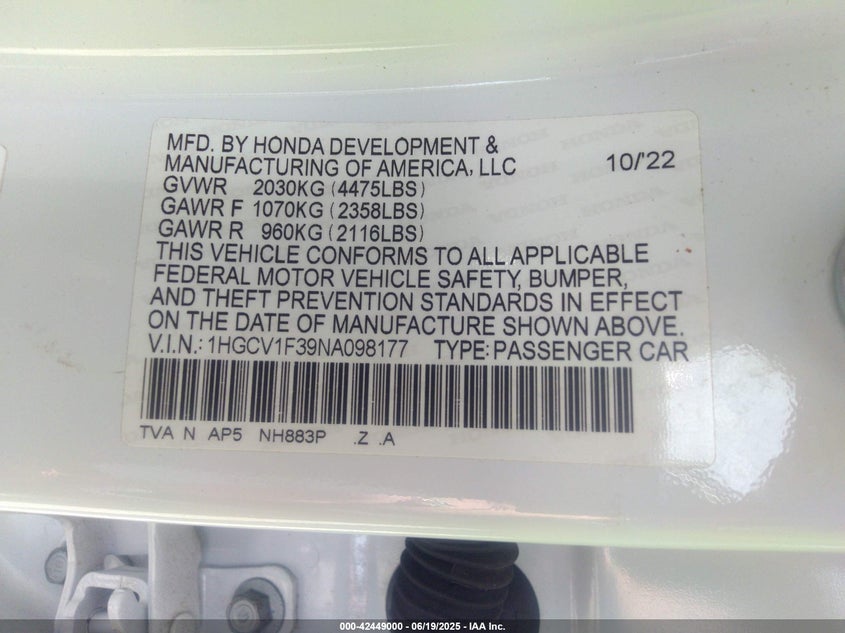 MFD. BY HONDA DEVELOPMENT &
MANUFACTURING OF AMERICA, LLC 10/'22
GVWR 2030KG (4475LBS)
GAWR F 1070KG (2358LBS)
GAWR R 960KG (2116LBS)
THIS VEHICLE CONFORMS TO ALL APPLICABLE
FEDERAL MOTOR VEHICLE SAFETY, BUMPER,
AND THEFT PREVENTION STANDARDS IN EFFECT
ON THE DATE OF MANUFACTURE SHOWN ABOVE.
V.I.N.: 1HGCV1F39NA098177 TYPE: PASSENGER CAR
TVA N AP5 NH883P .Z .A
000-42449000 - 06/19/2025 - IAA Inc.